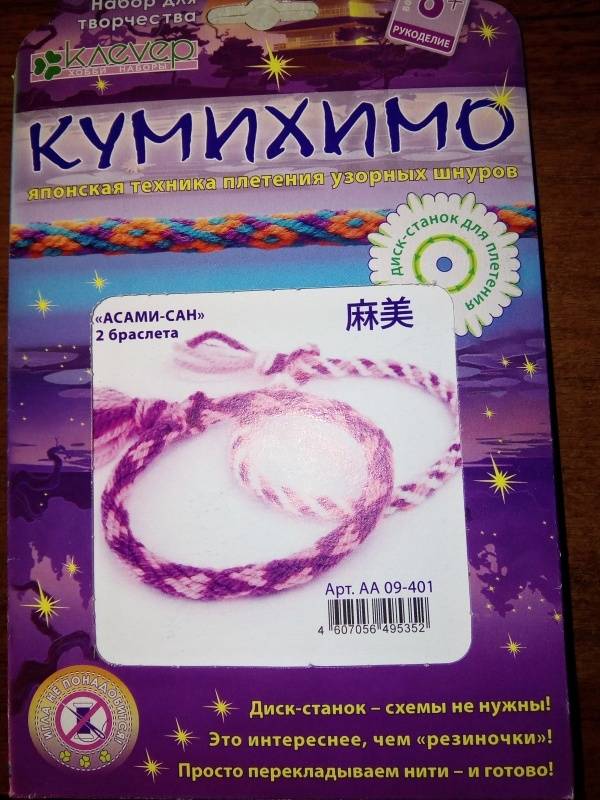 Набор для
творчества
Клевер
ХОББИ НАБОРЫ
6+
РУКОДЕЛИЕ
КУМИХИМО
японская техника плетения узорных шнуров
диск-станок для плетения
«АСАМИ-САН»
2 браслета
麻美
Арт. АА 09-401
4 607056 495352
ИГЛА НЕ ПОНАДОБИТСЯ!
Диск-станок – схемы не нужны!
Это интереснее, чем «резиночки»!
Просто перекладываем нити – и готово!